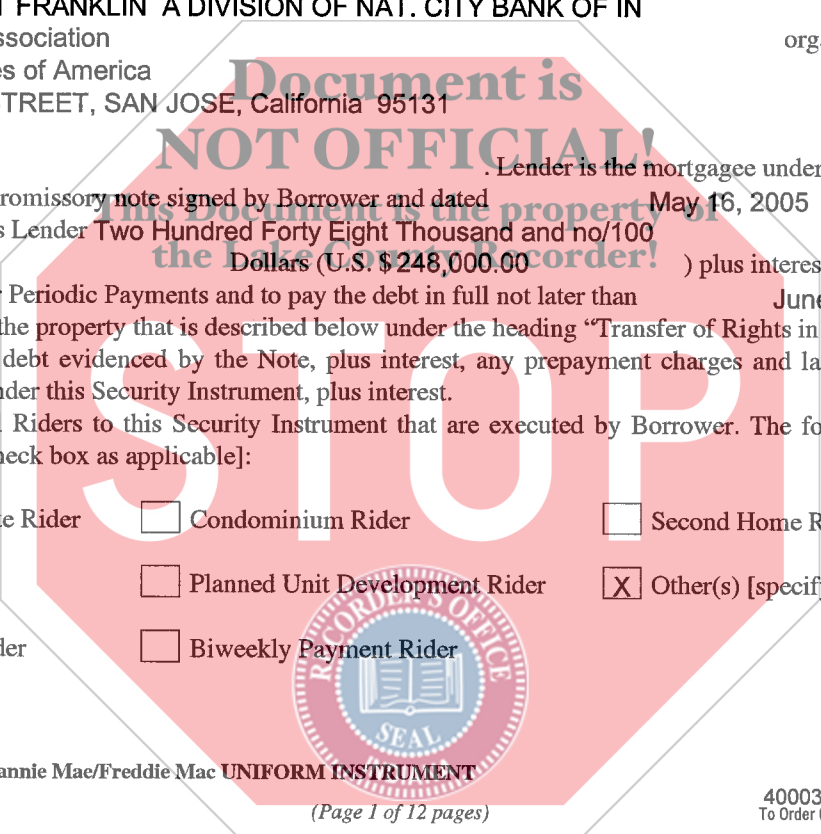 FRANKLIN A DIVISION OF NAT. CITY BANK OF IN
ssociation org
es of America
TREET, SAN JOSE, California 95131
Document is
NOT OFFICIAL!
. Lender is the mortgagee under
romissory note signed by Borrower and dated May 16, 2005
This Document is the property of
s Lender Two Hundred Forty Eight Thousand and no/100
the Lake County Recorder!
Dollars (U.S. $248,000.00 ) plus interes
Periodic Payments and to pay the debt in full not later than June
the property that is described below under the heading “Transfer of Rights in
debt evidenced by the Note, plus interest, any prepayment charges and la
nder this Security Instrument, plus interest.
Riders to this Security Instrument that are executed by Borrower. The fo
heck box as applicable]:
STOP
te Rider Condominium Rider Second Home R
Planned Unit Development Rider X Other(s) [specify
der Biweekly Payment Rider
RECORDER'S OFFICE
SEAL
annie Mae/Freddie Mac UNIFORM INSTRUMENT
(Page 1 of 12 pages)
40003
To Order